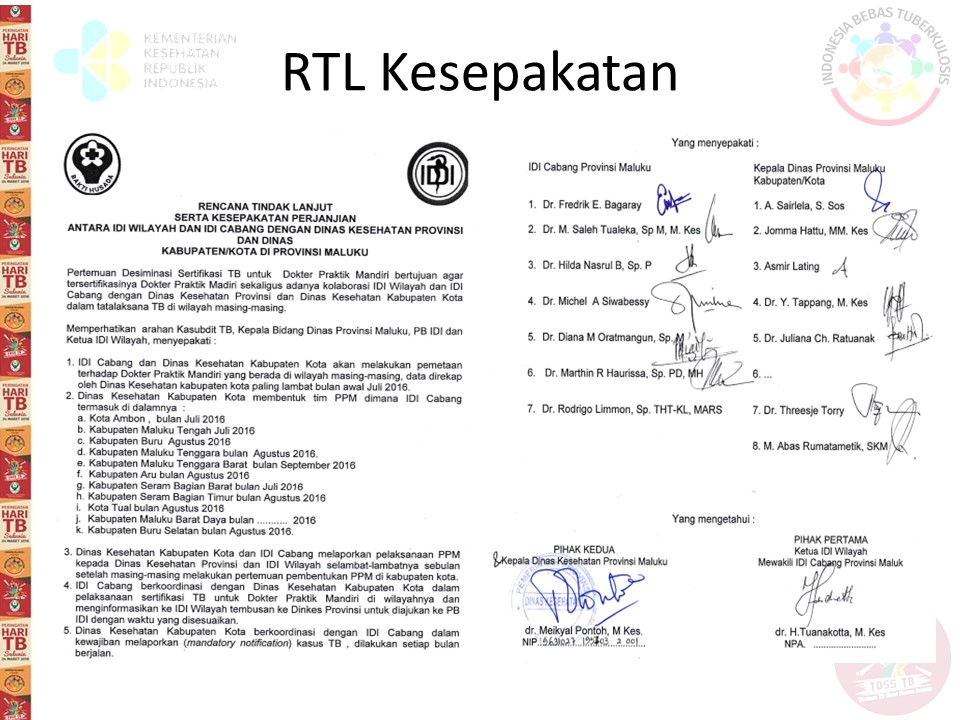 KEMENTERIAN
KESEHATAN
REPUBLIK
INDONESIA
RTL Kesepakatan
INDONESIA BEBAS TUBERKULOSIS
PERINGATAN
HARI
TB
Sedunia
24 MARET 2016
BAKTI HUSADA
IDI
RENCANA TINDAK LANJUT
SERTA KESEPAKATAN PERJANJIAN
ANTARA IDI WILAYAH DAN IDI CABANG DENGAN DINAS KESEHATAN PROVINSI
DAN DINAS
KABUPATEN/KOTA DI PROVINSI MALUKU
Pertemuan Desiminasi Sertifikasi TB untuk Dokter Praktik Mandiri bertujuan agar
tersertifikasinya Dokter Praktik Madiri sekaligus adanya kolaborasi IDI Wilayah dan IDI
Cabang dengan Dinas Kesehatan Provinsi dan Dinas Kesehatan Kabupaten Kota
dalam tatalaksana TB di wilayah masing-masing.
Memperhatikan arahan Kasubdit TB, Kepala Bidang Dinas Provinsi Maluku, PB IDI dan
Ketua IDI Wilayah, menyepakati :
1. IDI Cabang dan Dinas Kesehatan Kabupaten Kota akan melakukan pemetaan
terhadap Dokter Praktik Mandiri yang berada di wilayah masing-masing, data direkap
oleh Dinas Kesehatan kabupaten kota paling lambat bulan awal Juli 2016.
2. Dinas Kesehatan Kabupaten Kota membentuk tim PPM dimana IDI Cabang
termasuk di dalamnya :
a. Kota Ambon , bulan Juli 2016
b. Kabupaten Maluku Tengah Juli 2016
c. Kabupaten Buru Agustus 2016
d. Kabupaten Maluku Tenggara bulan Agustus 2016.
e. Kabupaten Maluku Tenggara Barat bulan September 2016
f. Kabupaten Aru bulan Agustus 2016
g. Kabupaten Seram Bagian Barat bulan Juli 2016
h. Kabupaten Seram Bagian Timur bulan Agustus 2016
i. Kota Tual bulan Agustus 2016
j. Kabupaten Maluku Barat Daya bulan ........... 2016
k. Kabupaten Buru Selatan bulan Agustus 2016.
3. Dinas Kesehatan Kabupaten Kota dan IDI Cabang melaporkan pelaksanaan PPM
kepada Dinas Kesehatan Provinsi dan IDI Wilayah selambat-lambatnya sebulan
setelah masing-masing melakukan pertemuan pembentukan PPM di kabupaten kota.
4. IDI Cabang berkoordinasi dengan Dinas Kesehatan Kabupaten Kota dalam
pelaksanaan sertifikasi TB untuk Dokter Praktik Mandiri di wilayahnya dan
menginformasikan ke IDI Wilayah tembusan ke Dinkes Provinsi untuk diajukan ke PB
IDI dengan waktu yang disesuaikan.
5. Dinas Kesehatan Kabupaten Kota berkoordinasi dengan IDI Cabang dalam
kewajiban melaporkan (mandatory notification) kasus TB , dilakukan setiap bulan
berjalan.
Yang menyepakati :
IDI Cabang Provinsi Maluku
1. Dr. Fredrik E. Bagaray
2. Dr. M. Saleh Tualeka, Sp M, M. Kes
3. Dr. Hilda Nasrul B, Sp. P
4. Dr. Michel A Siwabessy
5. Dr. Diana M Oratmangun, Sp.
6. Dr. Marthin R Haurissa, Sp. PD, MH
7. Dr. Rodrigo Limmon, Sp. THT-KL, MARS
Kepala Dinas Provinsi Maluku
Kabupaten/Kota
1. A. Sairlela, S. Sos
2. Jomma Hattu, MM. Kes
3. Asmir Lating
4. Dr. Y. Tappang, M. Kes
5. Dr. Juliana Ch. Ratuanak
6. ...
7. Dr. Threesje Torry
8. M. Abas Rumatametik, SKM
Yang mengetahui :
PIHAK KEDUA
Kepala Dinas Kesehatan Provinsi Maluku
DINAS KESEHATAN
dr. Meikyal Pontoh, M Kes.
NIP.
PIHAK PERTAMA
Ketua IDI Wilayah
Mewakili IDI Cabang Provinsi Maluk
dr. H.Tuanakotta, M. Kes
NPA. .........................
TOSS TB